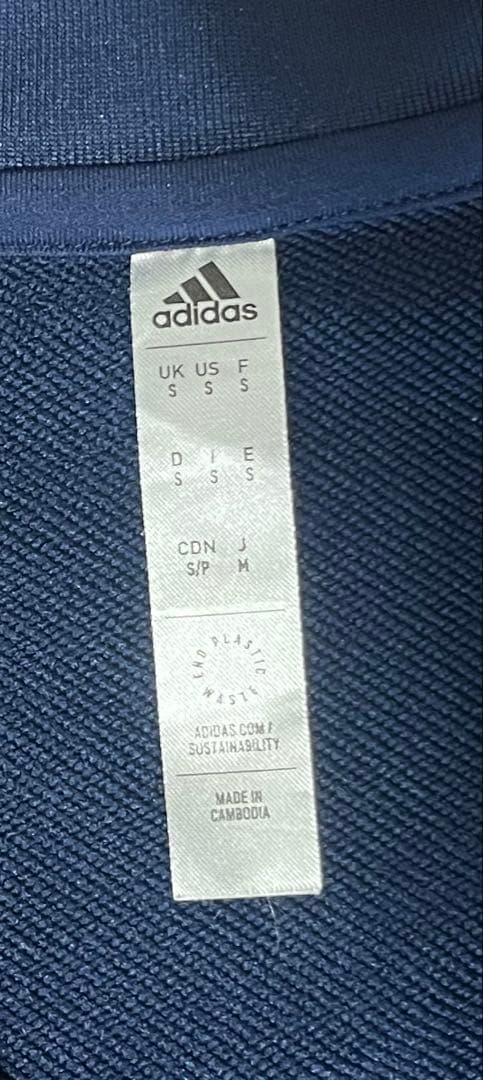 adidas
UK US F
S S S
D I E
S S S
CDN J
S/P M
END PLASTIC WASTE
ADIDAS.COM/
SUSTAINABILITY
MADE IN
CAMBODIA